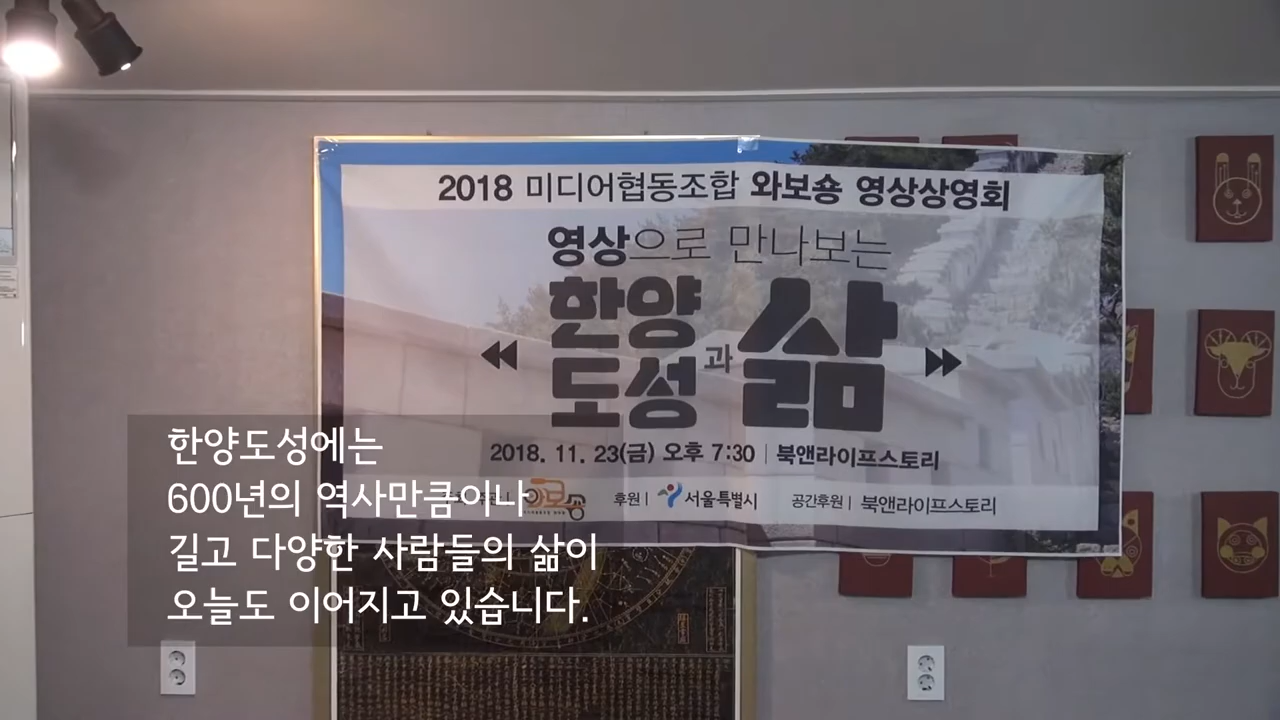 2018 미디어협동조합 와보숑 영상상영회
영상으로 만나보는
한양
도성과 삶
2018. 11. 23(금) 오후 7:30 | 북앤라이프스토리
후원 | 서울특별시 공간후원 | 북앤라이프스토리
한양도성에는
600년의 역사만큼이나
길고 다양한 사람들의 삶이
오늘도 이어지고 있습니다.